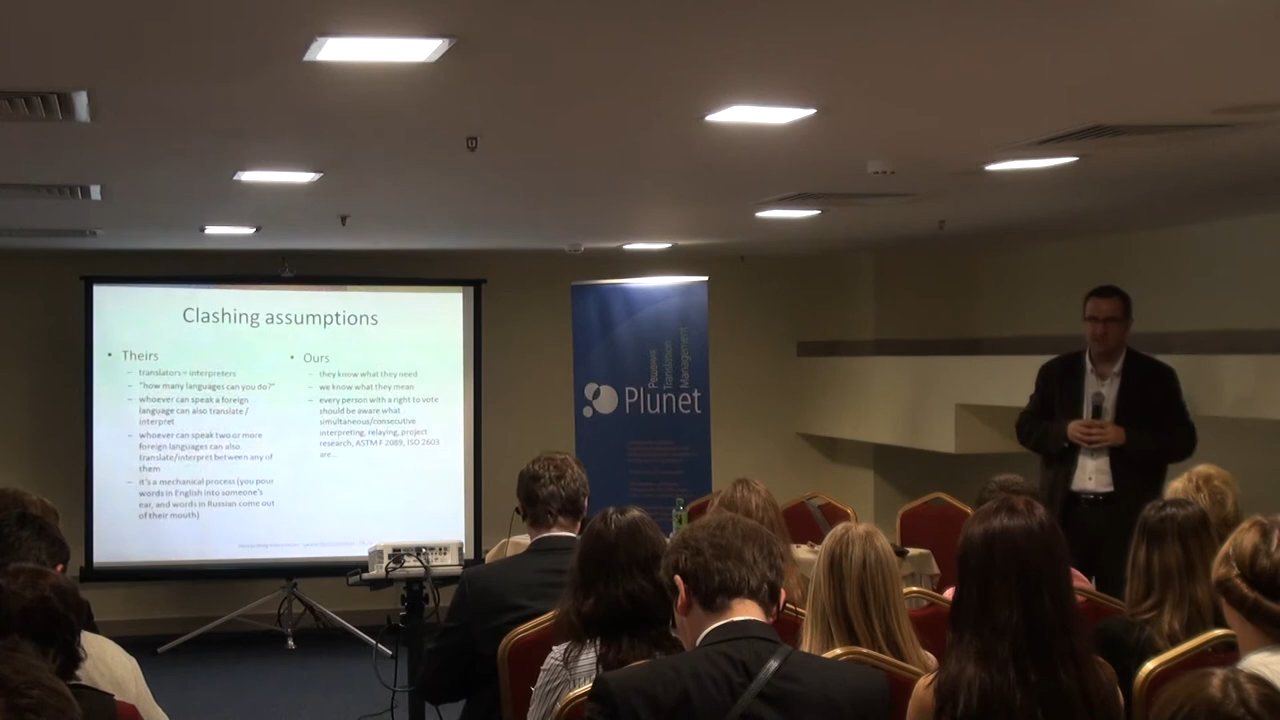 Clashing assumptions
• Theirs
– translators = interpreters
– "how many languages can you do?"
– whoever can speak a foreign
language can also translate /
interpret
– whoever can speak two or more
foreign languages can also
translate/interpret between any of
them
– it's a mechanical process (you pour
words in English into someone's
ear, and words in Russian come out
of their mouth)
• Ours
– they know what they need
– we know what they mean
– every person with a right to vote
should be aware what
simultaneous/consecutive
interpreting, relaying, project
research, ASTM F 2089, ISO 2603
are...
Решения
Translation
Management
Plunet